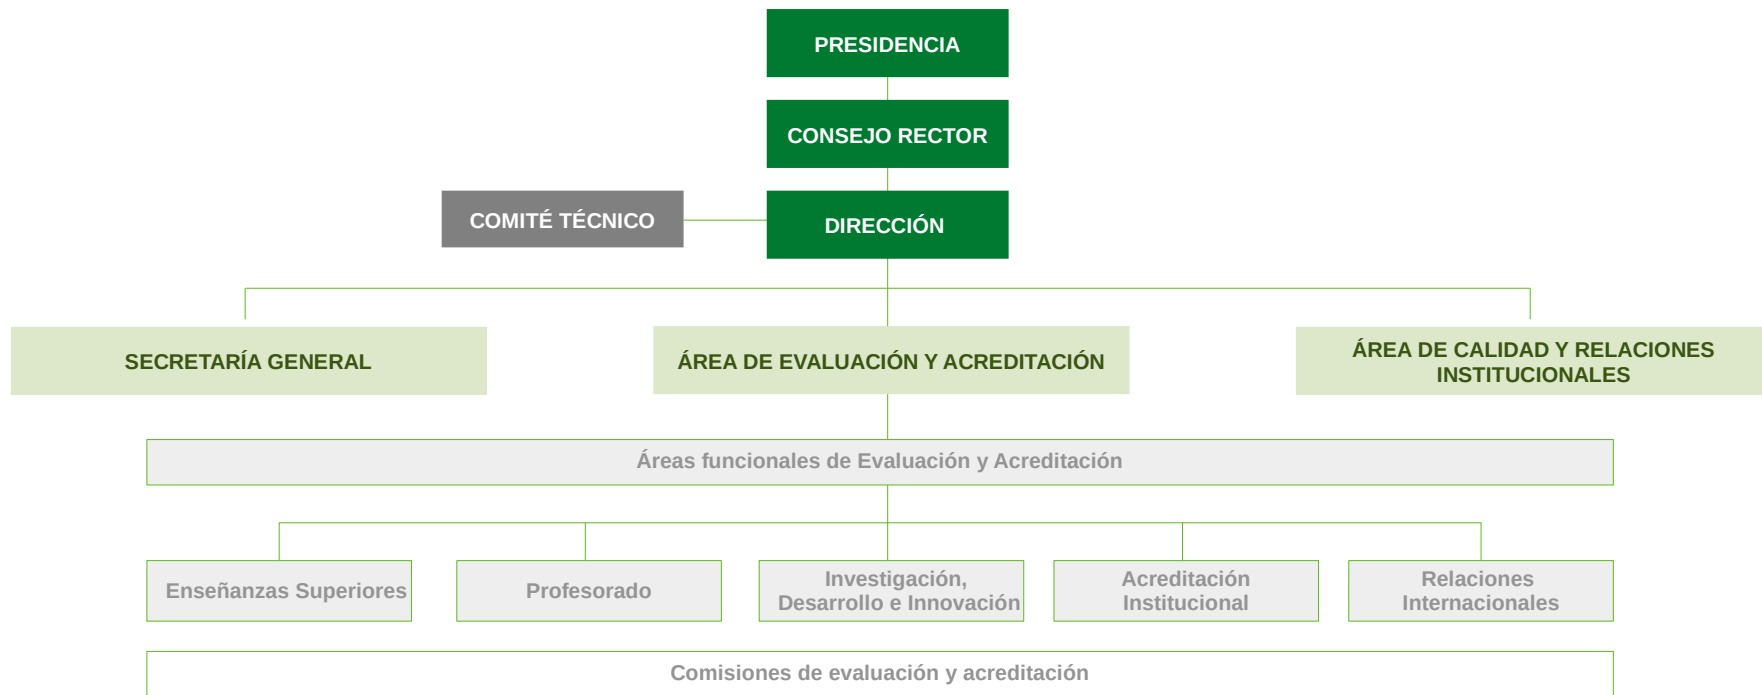 PRESIDENCIA
CONSEJO RECTOR
COMITÉ TÉCNICO
DIRECCIÓN
SECRETARÍA GENERAL
ÁREA DE EVALUACIÓN Y ACREDITACIÓN
ÁREA DE CALIDAD Y RELACIONES
INSTITUCIONALES
Áreas funcionales de Evaluación y Acreditación
Enseñanzas Superiores
Profesorado
Investigación,
Desarrollo e Innovación
Acreditación
Institucional
Relaciones
Internacionales
Comisiones de evaluación y acreditación